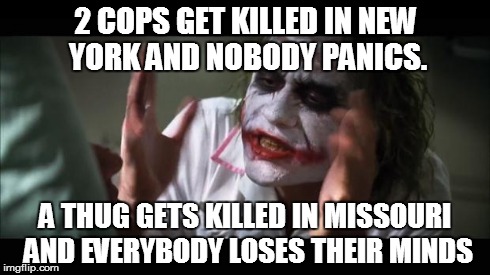 2 COPS GET KILLED IN NEW
YORK AND NOBODY PANICS.
A THUG GETS KILLED IN MISSOURI
AND EVERYBODY LOSES THEIR MINDS
imgflip.com